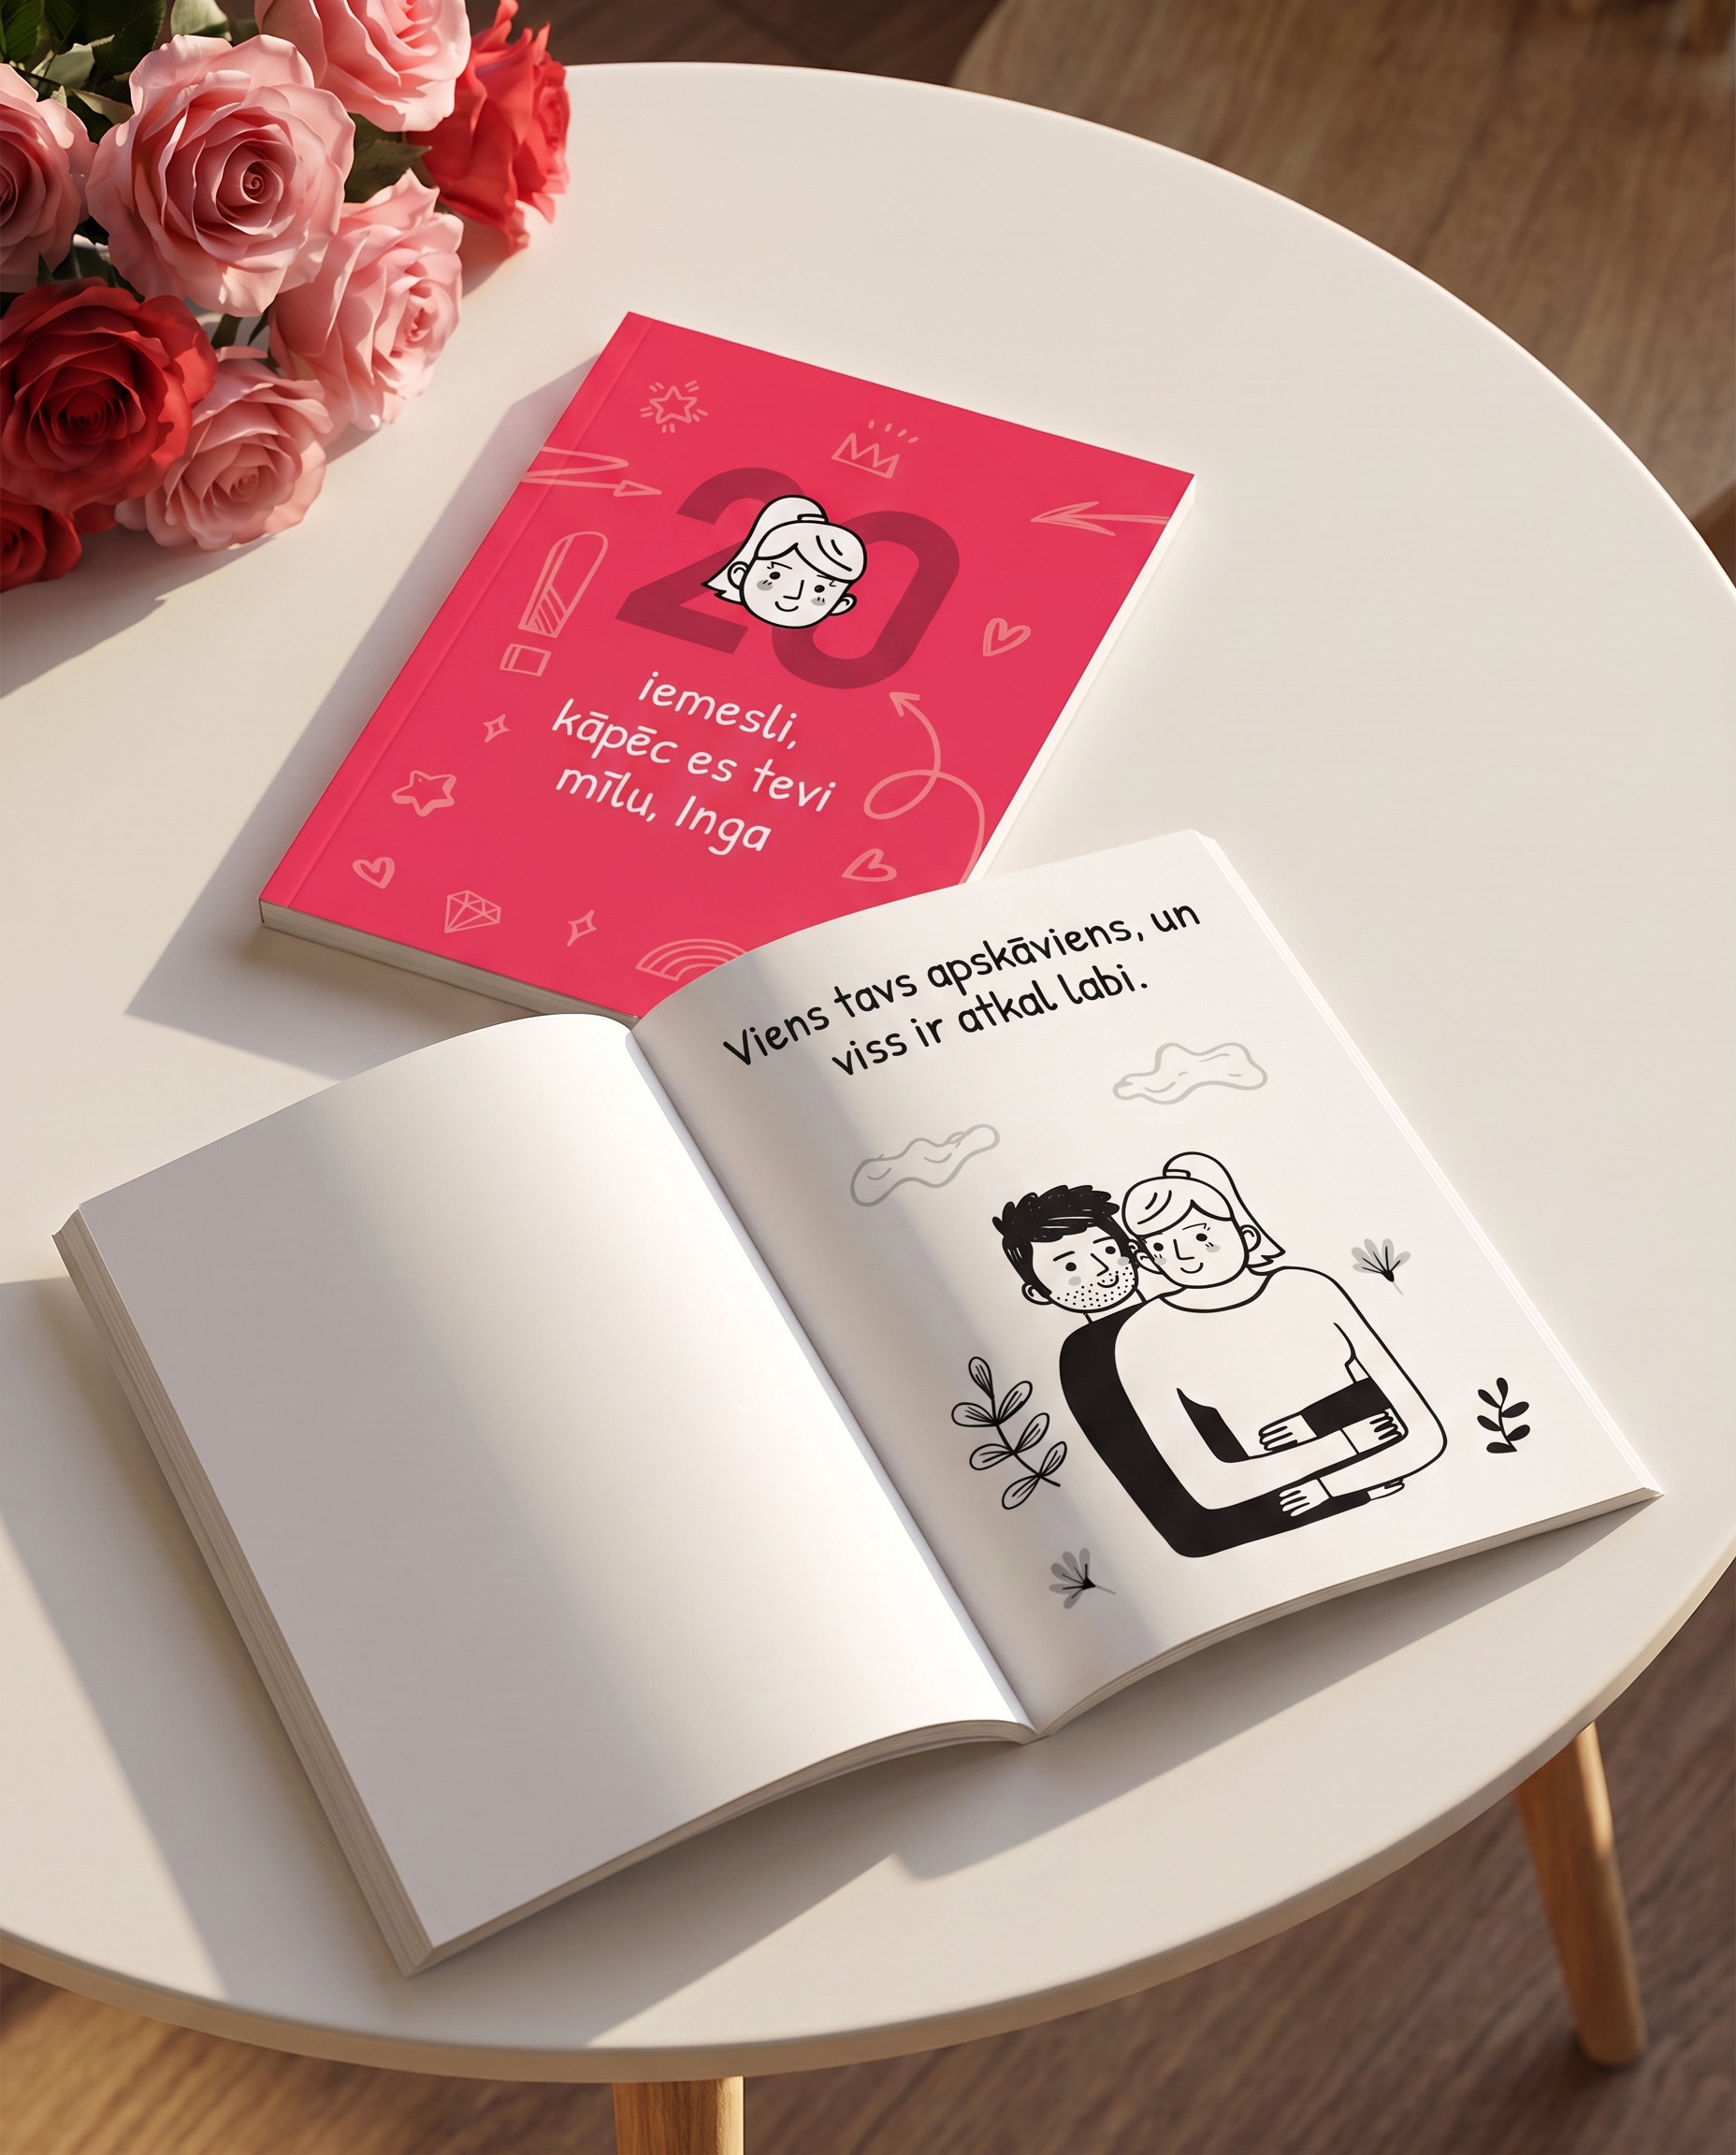 20
iemesli,
kāpēc es tevi
mīlu, Inga
Viens tavs apskāviens, un
viss ir atkal labi.